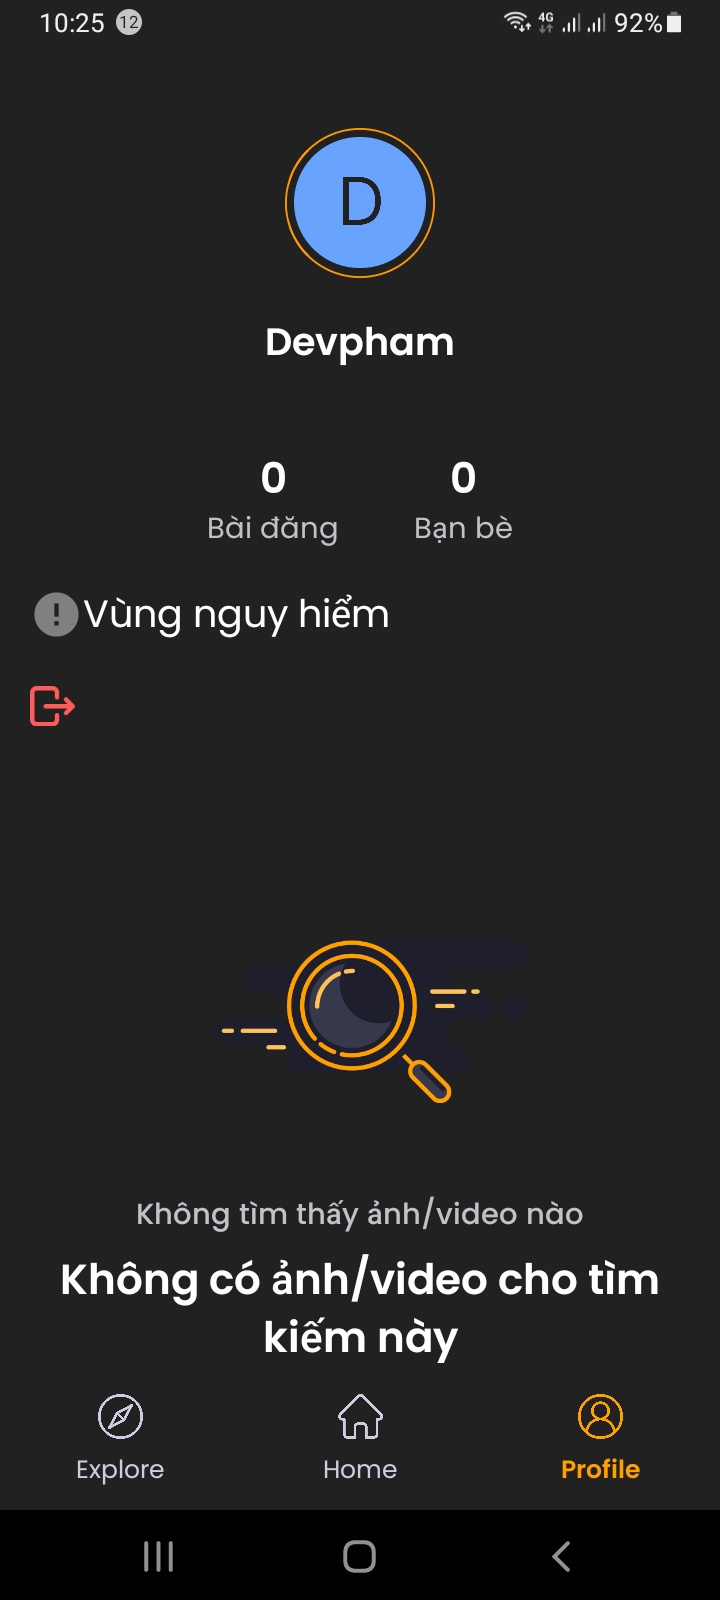 10:25 12 4G 92%
D
Devpham
0 0
Bài đăng Bạn bè
Vùng nguy hiểm
Không tìm thấy ảnh/video nào
Không có ảnh/video cho tìm
kiếm này
Explore Home Profile